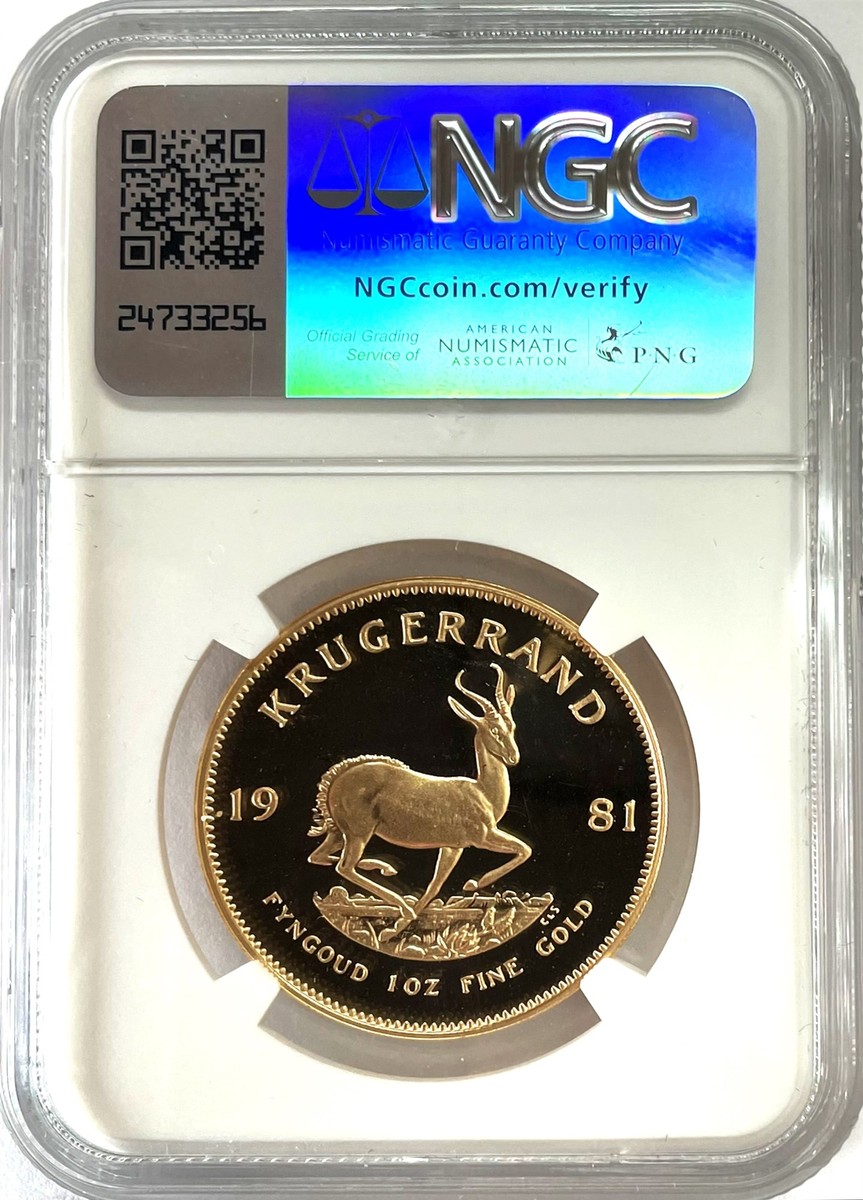 NGC
Numismatic Guaranty Company
NGCcoin.com/verify
24733256
Official Grading
Service of
AMERICAN
NUMISMATIC
ASSOCIATION
P·N·G
KRUGERRAND
19 81
FYNGOUD 1OZ FINE GOLD
CLS